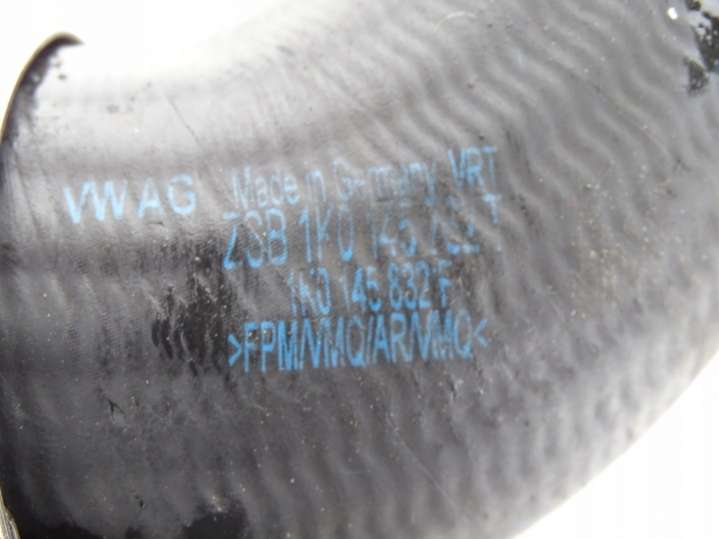 VW AG Made in Germany VRT
ZSB 1K0 145 T
1K0 145 832 F
>FPM/VMQ/AR/VMQ<